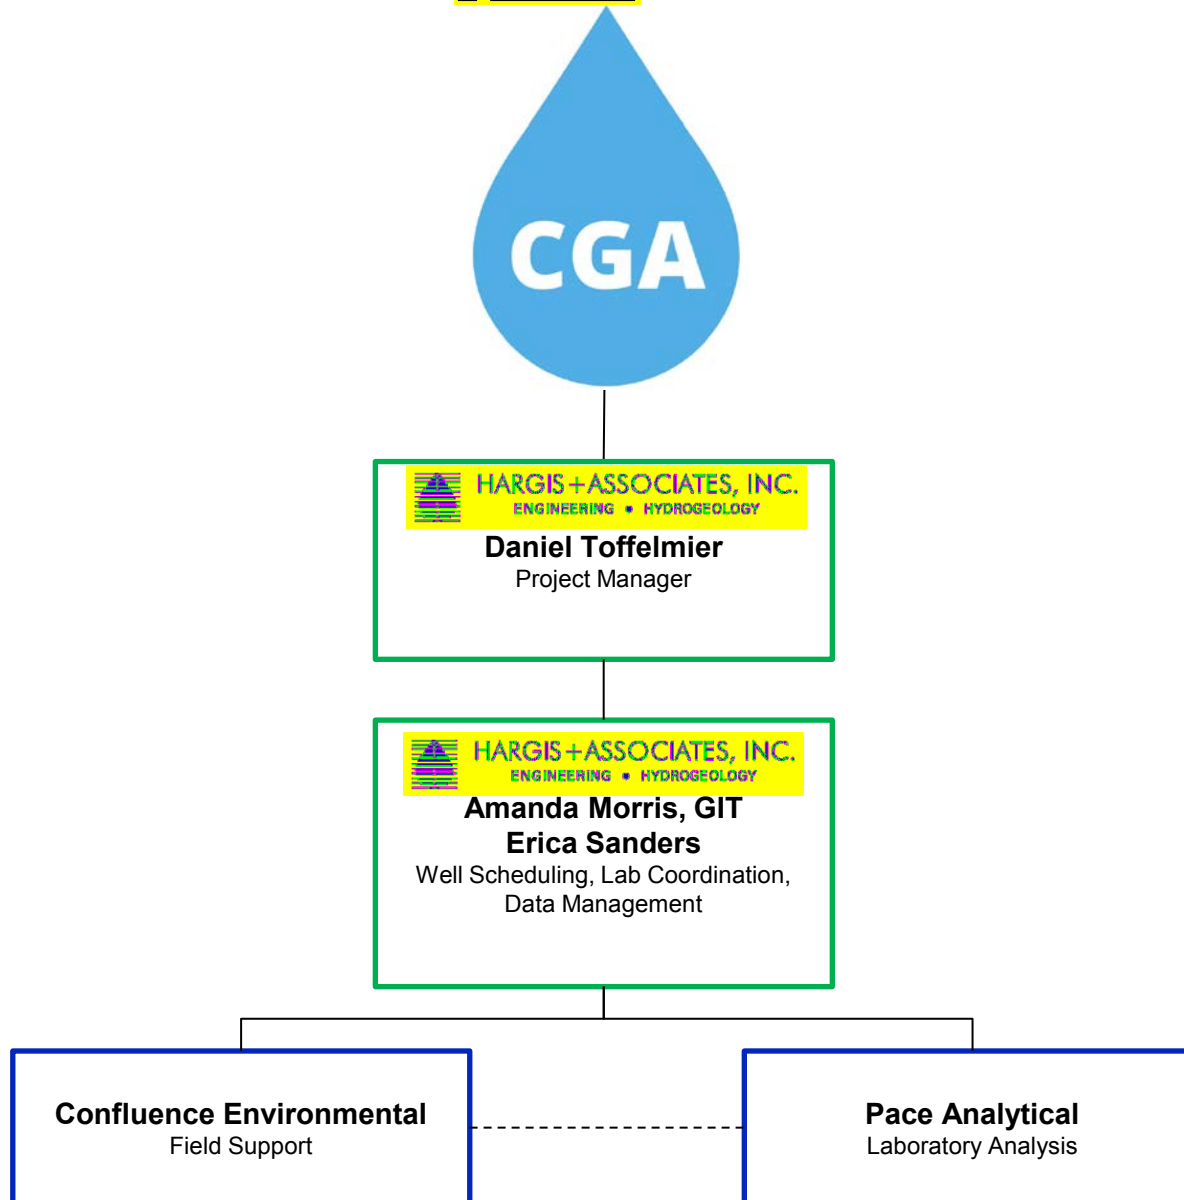 CGA
HARGIS+ASSOCIATES, INC.
ENGINEERING • HYDROGEOLOGY
Daniel Toffelmier
Project Manager
HARGIS+ASSOCIATES, INC.
ENGINEERING • HYDROGEOLOGY
Amanda Morris, GIT
Erica Sanders
Well Scheduling, Lab Coordination,
Data Management
Confluence Environmental
Field Support
Pace Analytical
Laboratory Analysis